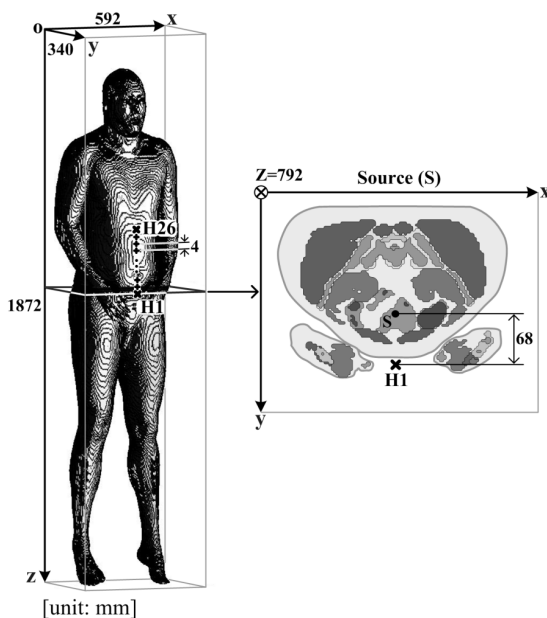 592
x
o
340
y
H26
4
1872
H1
z
[unit: mm]
Z=792
Source (S)
x
S
68
H1
y